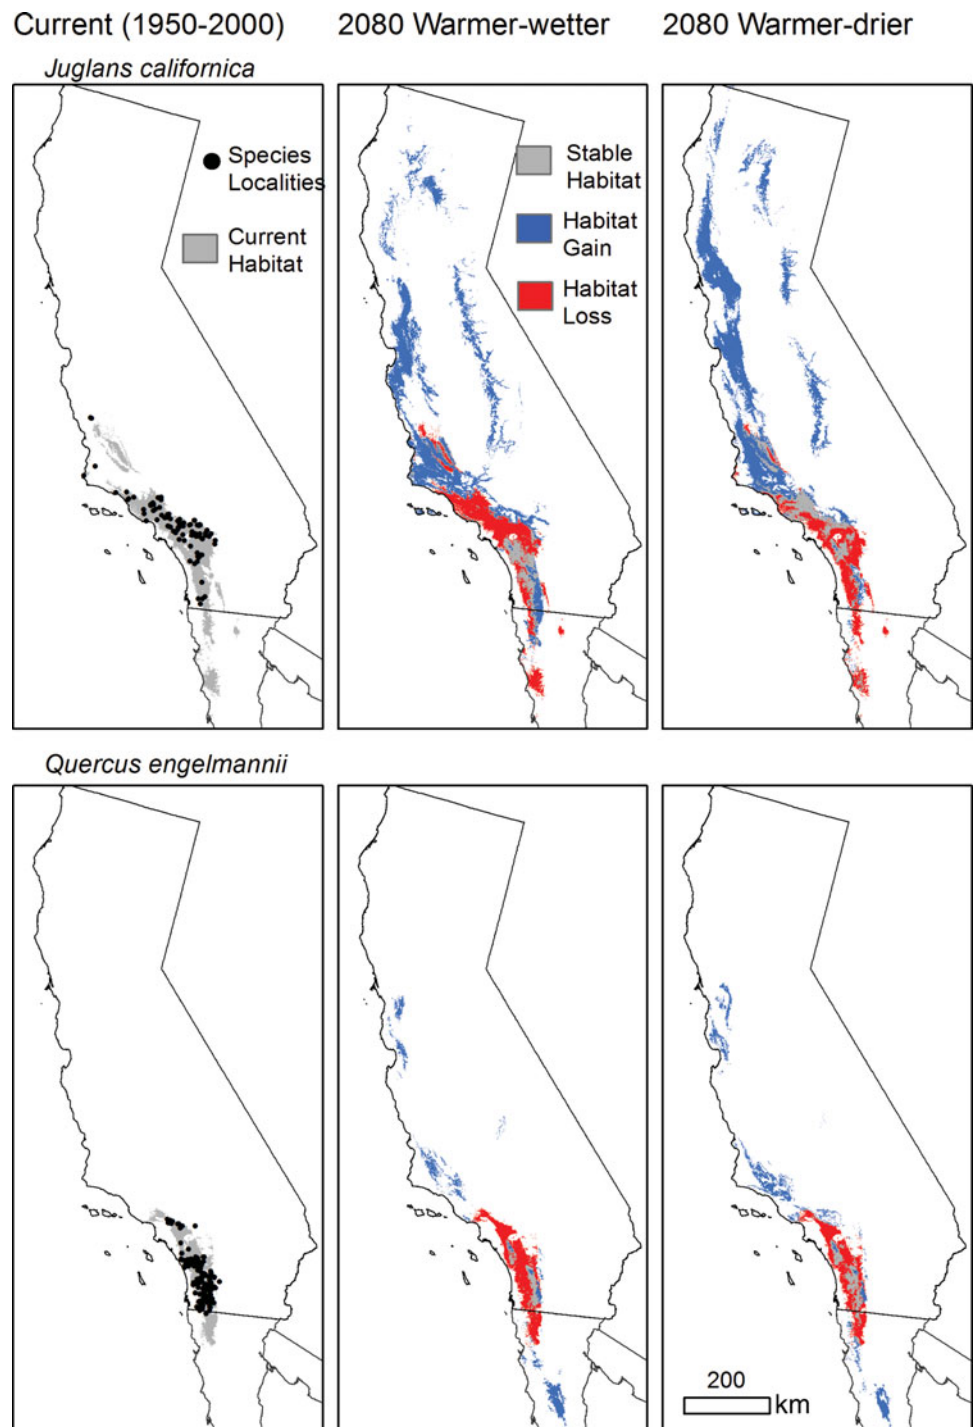 Current (1950-2000)
2080 Warmer-wetter
2080 Warmer-drier
Juglans californica
Species
Localities
Current
Habitat
Stable
Habitat
Habitat
Gain
Habitat
Loss
Quercus engelmannii
200
km